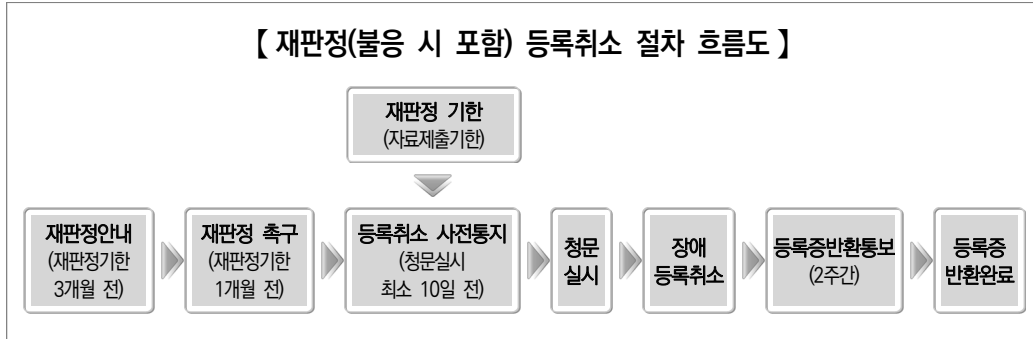 【 재판정(불응 시 포함) 등록취소 절차 흐름도 】
재판정 기한
(자료제출기한)
재판정안내
(재판정기한
3개월 전)
재판정 촉구
(재판정기한
1개월 전)
등록취소 사전통지
(청문실시
최소 10일 전)
청문
실시
장애
등록취소
등록증반환통보
(2주간)
등록증
반환완료